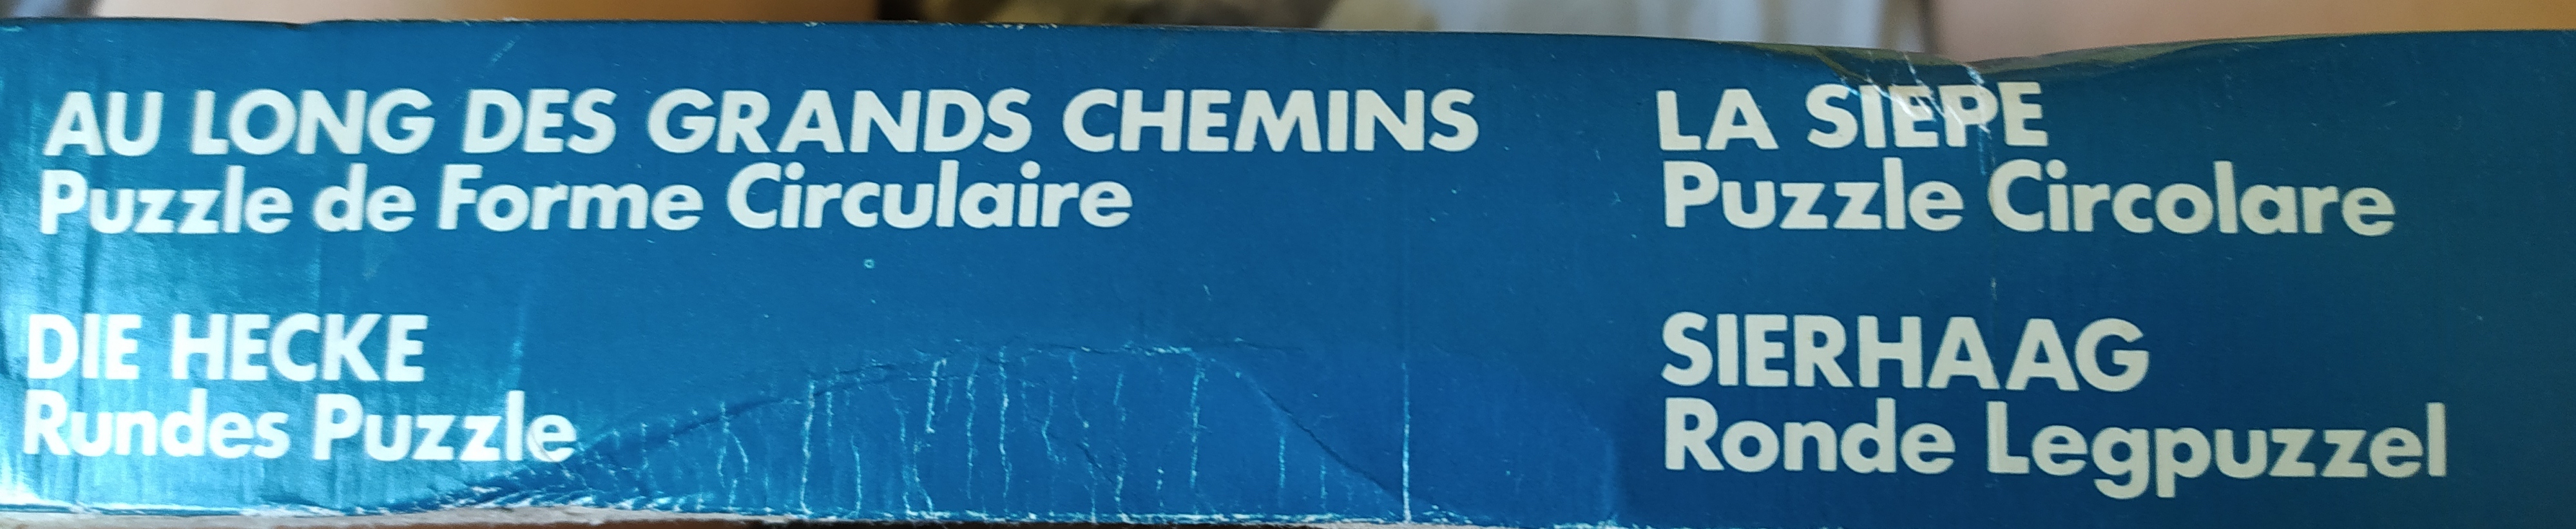 AU LONG DES GRANDS CHEMINS
Puzzle de Forme Circulaire
LA SIEPE
Puzzle Circolare
DIE HECKE
Rundes Puzzle
SIERHAAG
Ronde Legpuzzel